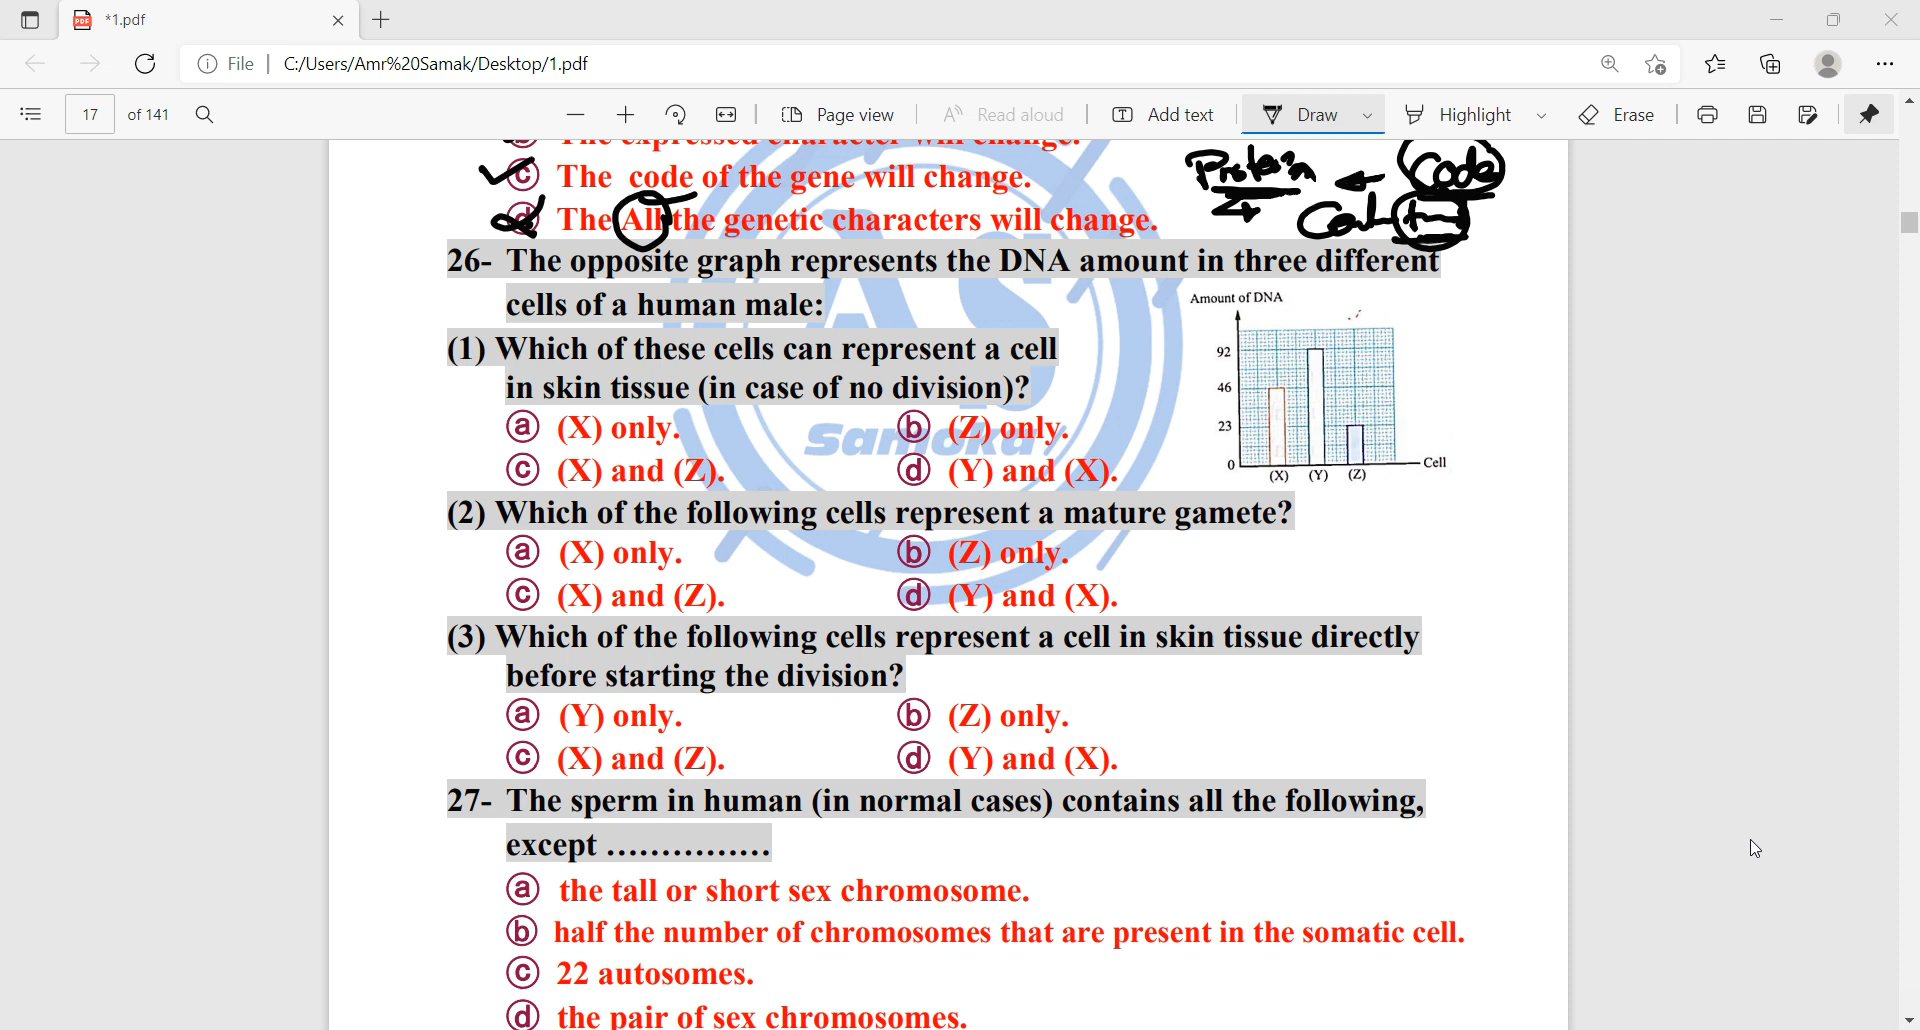 *1.pdf
File
C:/Users/Amr%20Samak/Desktop/1.pdf
17 of 141
Page view
Read aloud
Add text
Draw
Highlight
Erase
The expressed character will change.
c The code of the gene will change.
Protein
Code
d The All the genetic characters will change.
26- The opposite graph represents the DNA amount in three different
cells of a human male:
Amount of DNA
92
46
23
0
(X) (Y) (Z)
Cell
(1) Which of these cells can represent a cell
in skin tissue (in case of no division)?
a (X) only. b (Z) only.
c (X) and (Z). d (Y) and (X).
Samoka
(2) Which of the following cells represent a mature gamete?
a (X) only. b (Z) only.
c (X) and (Z). d (Y) and (X).
(3) Which of the following cells represent a cell in skin tissue directly
before starting the division?
a (Y) only. b (Z) only.
c (X) and (Z). d (Y) and (X).
27- The sperm in human (in normal cases) contains all the following,
except ...............
a the tall or short sex chromosome.
b half the number of chromosomes that are present in the somatic cell.
c 22 autosomes.
d the pair of sex chromosomes.